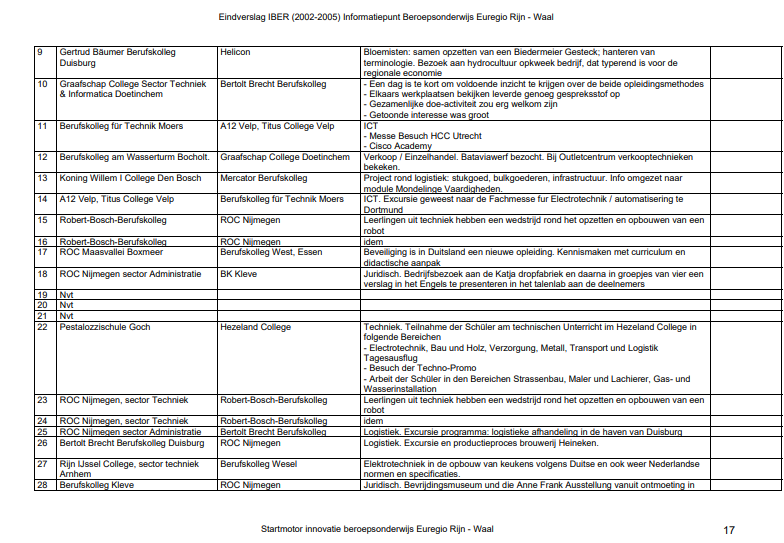 Eindverslag IBER (2002-2005) Informatiepunt Beroepsonderwijs Euregio Rijn - Waal
9 Gertrud Bäumer Berufskolleg Helicon Bloemisten: samen opzetten van een Biedermeier Gesteck; hanteren van
Duisburg terminologie. Bezoek aan hydrocultuur opkweek bedrijf, dat typerend is voor de
regionale economie
10 Graafschap College Sector Techniek Bertolt Brecht Berufskolleg - Een dag is te kort om voldoende inzicht te krijgen over de beide opleidingsmethodes
& Informatica Doetinchem - Elkaars werkplaatsen bekijken leverde genoeg gespreksstof op
- Gezamenlijke doe-activiteit zou erg welkom zijn
- Getoonde interesse was groot
11 Berufskolleg für Technik Moers A12 Velp, Titus College Velp ICT
- Messe Besuch HCC Utrecht
- Cisco Academy
12 Berufskolleg am Wasserturm Bocholt. Graafschap College Doetinchem Verkoop / Einzelhandel. Bataviawerf bezocht. Bij Outletcentrum verkooptechnieken
bekeken.
13 Koning Willem I College Den Bosch Mercator Berufskolleg Project rond logistiek: stukgoed, bulkgoederen, infrastructuur. Info omgezet naar
module Mondelinge Vaardigheden.
14 A12 Velp, Titus College Velp Berufskolleg für Technik Moers ICT. Excursie geweest naar de Fachmesse fur Electrotechnik / automatisering te
Dortmund
15 Robert-Bosch-Berufskolleg ROC Nijmegen Leerlingen uit techniek hebben een wedstrijd rond het opzetten en opbouwen van een
robot
16 Robert-Bosch-Berufskolleg ROC Nijmegen idem
17 ROC Maasvallei Boxmeer Berufskolleg West, Essen Beveiliging is in Duitsland een nieuwe opleiding. Kennismaken met curriculum en
didactische aanpak
18 ROC Nijmegen sector Administratie BK Kleve Juridisch. Bedrijfsbezoek aan de Katja dropfabriek en daarna in groepjes van vier een
verslag in het Engels te presenteren in het talenlab aan de deelnemers
19 Nvt
20 Nvt
21 Nvt
22 Pestalozzischule Goch Hezeland College Techniek. Teilnahme der Schüler am technischen Unterricht im Hezeland College in
folgende Bereichen
- Electrotechnik, Bau und Holz, Verzorgung, Metall, Transport und Logistik
Tagesausflug
- Besuch der Techno-Promo
- Arbeit der Schüler in den Bereichen Strassenbau, Maler und Lachierer, Gas- und
Wasserinstallation
23 ROC Nijmegen, sector Techniek Robert-Bosch-Berufskolleg Leerlingen uit techniek hebben een wedstrijd rond het opzetten en opbouwen van een
robot
24 ROC Nijmegen, sector Techniek Robert-Bosch-Berufskolleg idem
25 ROC Nijmegen sector Administratie Bertolt Brecht Berufskolleg Logistiek. Excursie programma: logistieke afhandeling in de haven van Duisburg
26 Bertolt Brecht Berufskolleg Duisburg ROC Nijmegen Logistiek. Excursie en productieproces brouwerij Heineken.
27 Rijn IJssel College, sector techniek Berufskolleg Wesel Elektrotechniek in de opbouw van keukens volgens Duitse en ook weer Nederlandse
Arnhem normen en specificaties.
28 Berufskolleg Kleve ROC Nijmegen Juridisch. Bevrijdingsmuseum und die Anne Frank Ausstellung vanuit ontmoeting in
Startmotor innovatie beroepsonderwijs Euregio Rijn - Waal 17